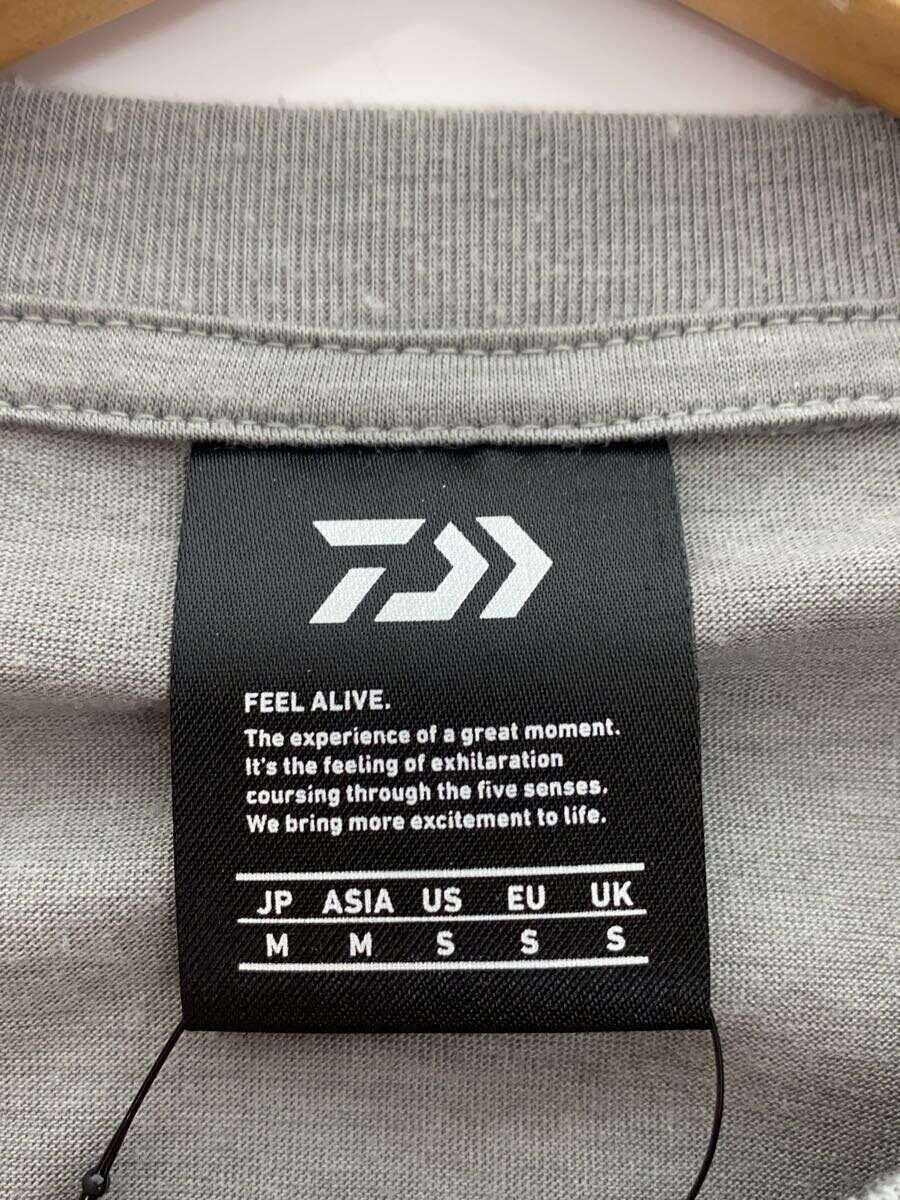 FEEL ALIVE.
The experience of a great moment.
It's the feeling of exhilaration
coursing through the five senses.
We bring more excitement to life.
JP ASIA US EU UK
M M S S S